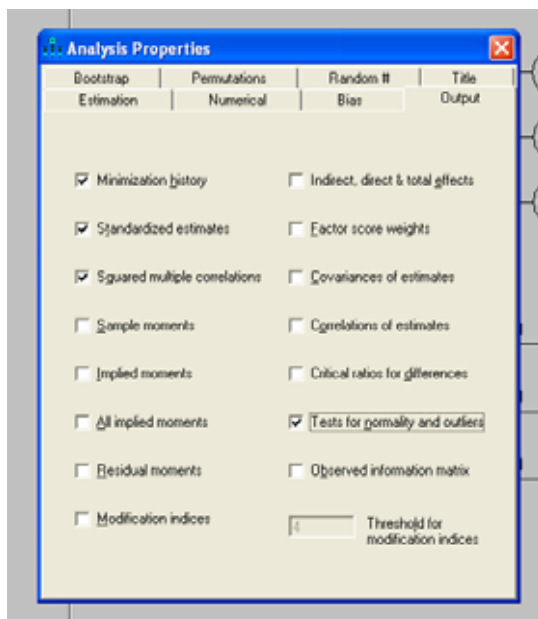 Analysis Properties
Bootstrap Permutations Random # Title
Estimation Numerical Bias Output
Minimization history
Indirect, direct & total effects
Standardized estimates
Factor score weights
Squared multiple correlations
Covariances of estimates
Sample moments
Correlations of estimates
Implied moments
Critical ratios for differences
All implied moments
Tests for normality and outliers
Residual moments
Observed information matrix
Modification indices
4
Threshold for
modification indices